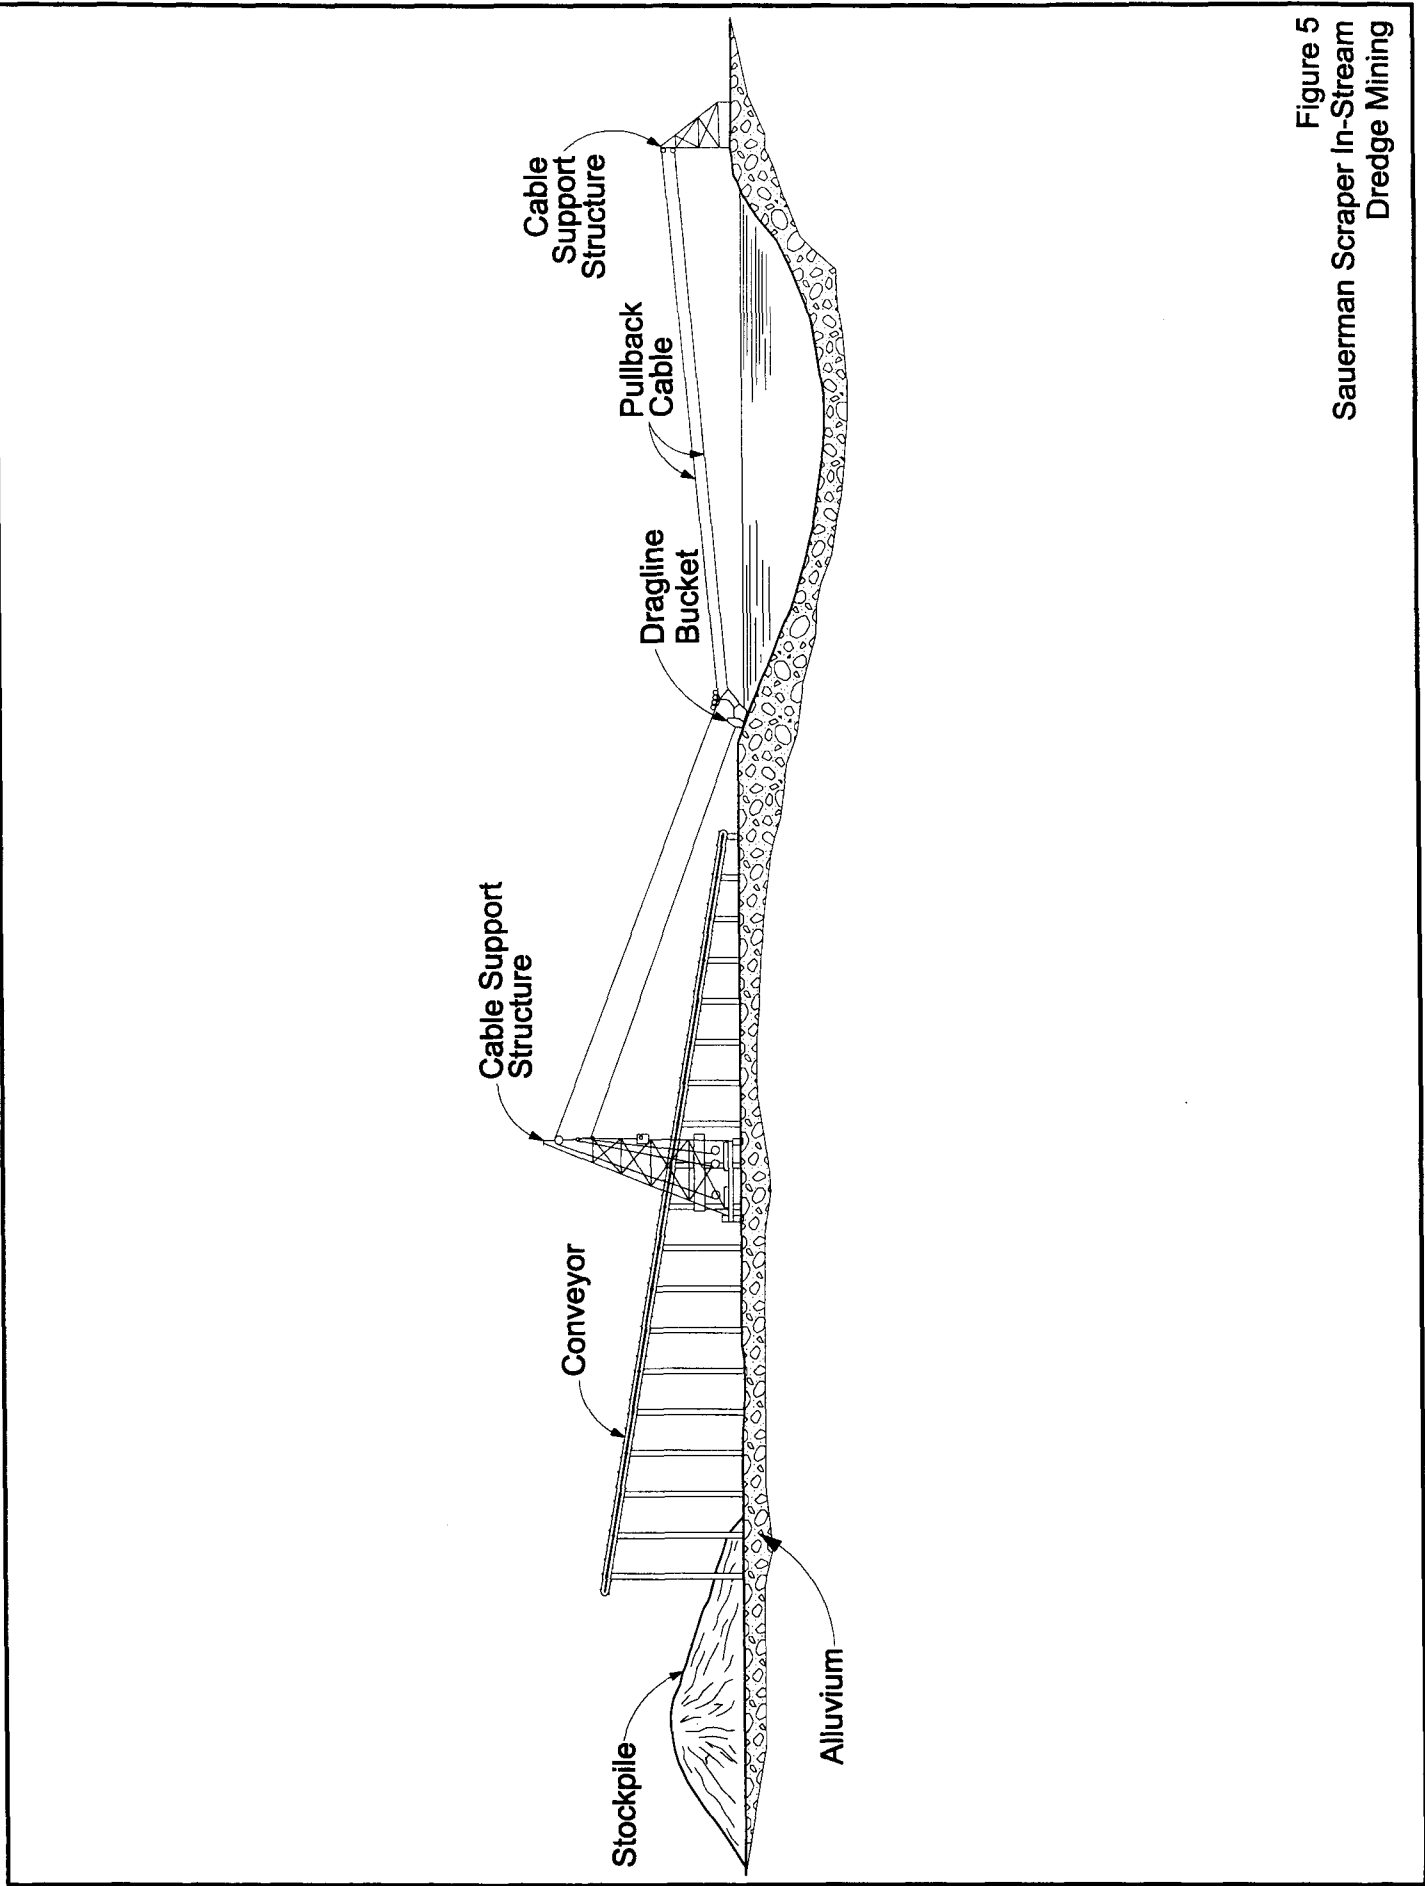 Stockpile
Alluvium
Conveyor
Cable Support
Structure
Dragline
Bucket
Pullback
Cable
Cable
Support
Structure
Figure 5
Sauerman Scraper In-Stream
Dredge Mining